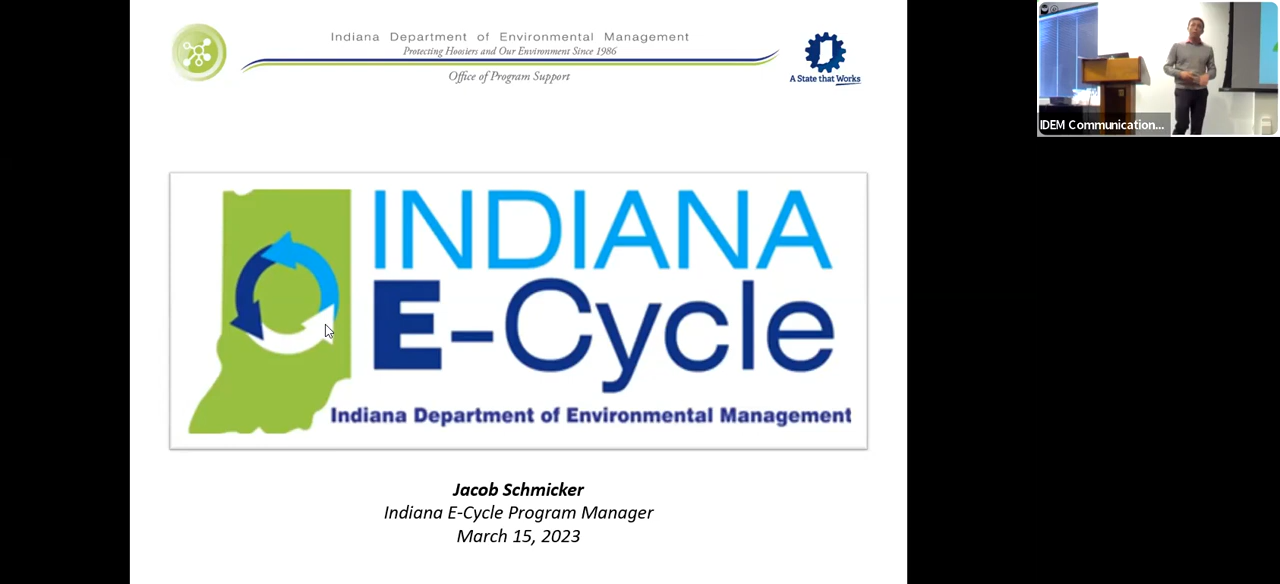 Indiana Department of Environmental Management
Protecting Hoosiers and Our Environment Since 1986
Office of Program Support
A State that Works
IDEM Communication...
INDIANA
E-Cycle
Indiana Department of Environmental Management
Jacob Schmicker
Indiana E-Cycle Program Manager
March 15, 2023